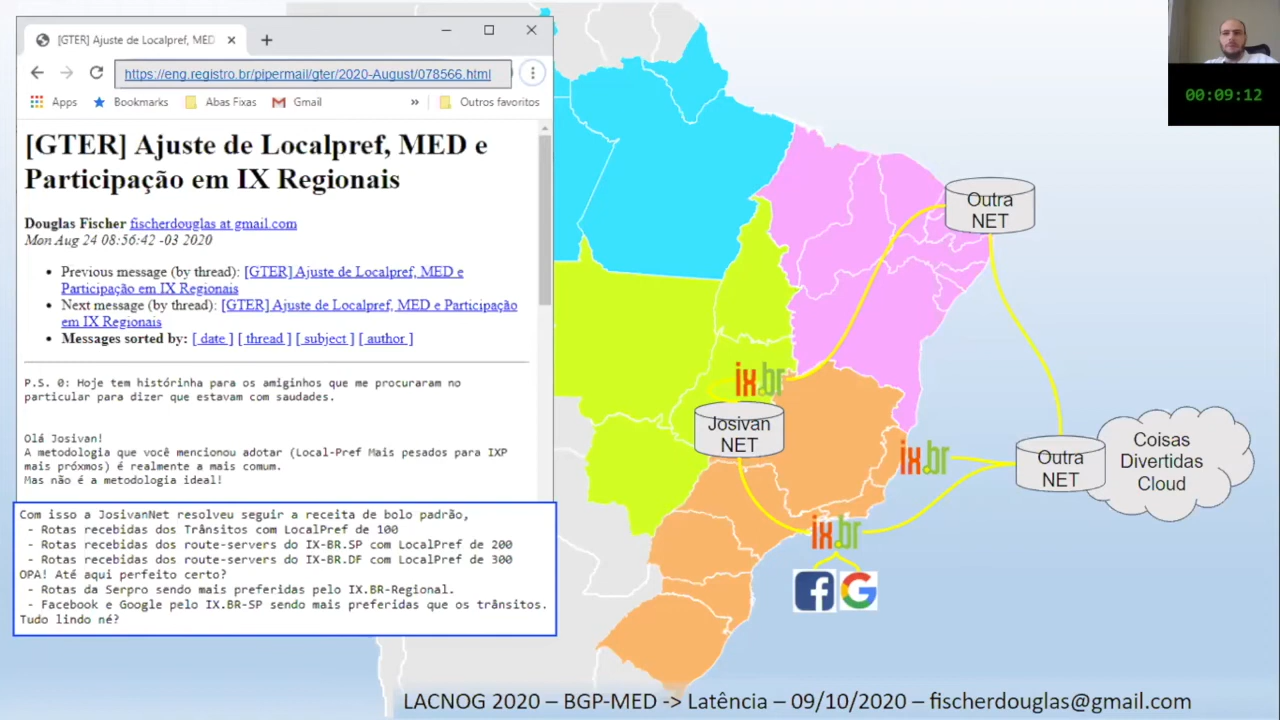 [GTER] Ajuste de Localpref, MED
https://eng.registro.br/pipermail/gter/2020-August/078566.html
Apps Bookmarks Abas Fixas Gmail » Outros favoritos
[GTER] Ajuste de Localpref, MED e
Participação em IX Regionais
Douglas Fischer fischerdouglas at gmail.com
Mon Aug 24 08:56:42 -03 2020
Previous message (by thread): [GTER] Ajuste de Localpref, MED e
Participação em IX Regionais
Next message (by thread): [GTER] Ajuste de Localpref, MED e Participação
em IX Regionais
Messages sorted by: [ date ] [ thread ] [ subject ] [ author ]
P.S. 0: Hoje tem histórinha para os amiginhos que me procuraram no
particular para dizer que estavam com saudades.
Olá Josivan!
A metodologia que você mencionou adotar (Local-Pref Mais pesados para IXP
mais próxmos) é realmente a mais comum.
Mas não é a metodologia ideal!
Com isso a JosivanNet resolveu seguir a receita de bolo padrão,
- Rotas recebidas dos Trânsitos com LocalPref de 100
- Rotas recebidas dos route-servers do IX-BR.SP com LocalPref de 200
- Rotas recebidas dos route-servers do IX-BR.DF com LocalPref de 300
OPA! Até aqui perfeito certo?
- Rotas da Serpro sendo mais preferidas pelo IX.BR-Regional.
- Facebook e Google pelo IX.BR-SP sendo mais preferidas que os trânsitos.
Tudo lindo né?
00:09:12
Outra
NET
ix.br
Josivan
NET
ix.br
Outra
NET
Coisas
Divertidas
Cloud
ix.br
f G
LACNOG 2020 – BGP-MED -> Latência – 09/10/2020 – fischerdouglas@gmail.com